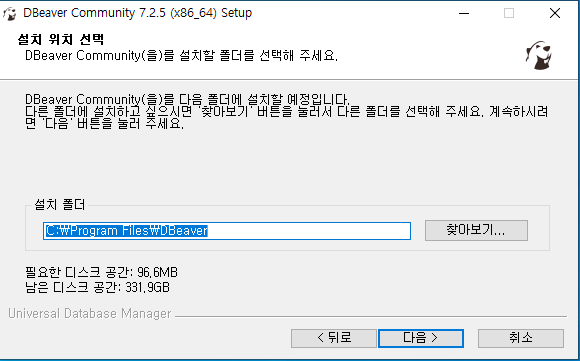 DBeaver Community 7.2.5 (x86_64) Setup
설치 위치 선택
DBeaver Community(을)를 설치할 폴더를 선택해 주세요.
DBeaver Community(을)를 다음 폴더에 설치할 예정입니다.
다른 폴더에 설치하고 싶으시면 '찾아보기' 버튼을 눌러서 다른 폴더를 선택해 주세요. 계속하시려
면 '다음' 버튼을 눌러 주세요.
설치 폴더
C:₩Program Files₩DBeaver
찾아보기...
필요한 디스크 공간: 96.6MB
남은 디스크 공간: 331.9GB
Universal Database Manager
< 뒤로
다음 >
취소